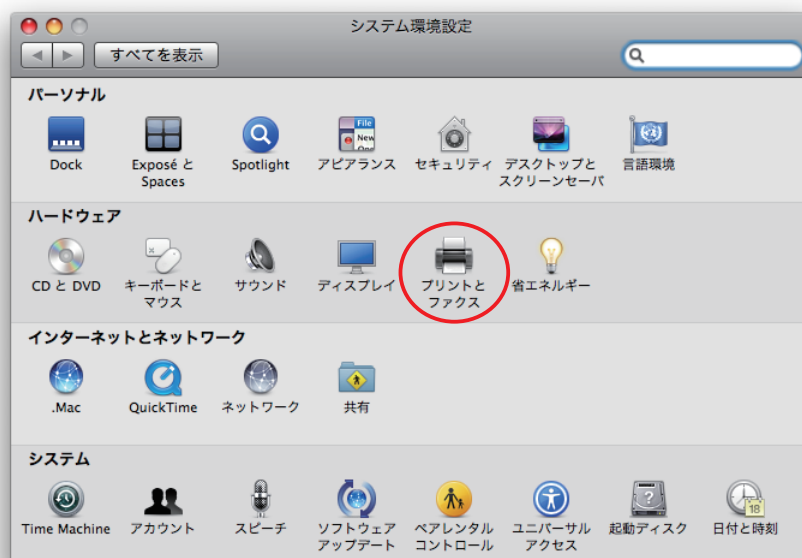 システム環境設定
すべてを表示
パーソナル
Dock
Exposé と
Spaces
Spotlight
アピアランス
File
New
セキュリティ
デスクトップと
スクリーンセーバ
言語環境
ハードウェア
CD と DVD
キーボードと
マウス
サウンド
ディスプレイ
プリントと
ファクス
省エネルギー
インターネットとネットワーク
.Mac
QuickTime
ネットワーク
共有
システム
Time Machine
アカウント
スピーチ
ソフトウェア
アップデート
ペアレンタル
コントロール
ユニバーサル
アクセス
?
起動ディスク
18
日付と時刻